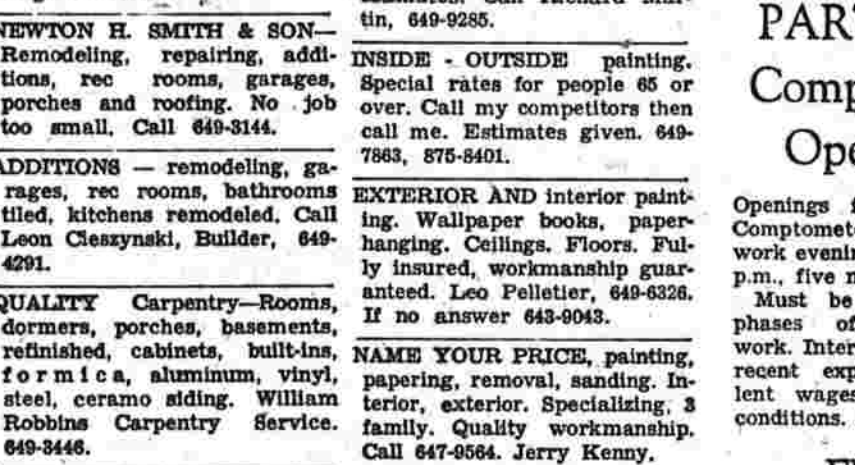 NEWTON H. SMITH & SON—
Remodeling, repairing, addi-
tions, rec rooms, garages,
porches and roofing. No job
too small. Call 649-3144.
ADDITIONS — remodeling, ga-
rages, rec rooms, bathrooms
tiled, kitchens remodeled. Call
Leon Cieszynski, Builder, 649-
4291.
QUALITY Carpentry—Rooms,
dormers, porches, basements,
refinished, cabinets, built-ins,
formica, aluminum, vinyl,
steel, ceramo siding. William
Robbins Carpentry Service.
649-3446.
tin, 649-9285.
INSIDE - OUTSIDE painting.
Special rates for people 65 or
over. Call my competitors then
call me. Estimates given. 649-
7863, 875-8401.
EXTERIOR AND interior paint-
ing. Wallpaper books, paper-
hanging. Ceilings. Floors. Ful-
ly insured, workmanship guar-
anteed. Leo Pelletier, 649-6326.
If no answer 643-9043.
NAME YOUR PRICE, painting,
papering, removal, sanding. In-
terior, exterior. Specializing, 3
family. Quality workmanship.
Call 647-9564. Jerry Kenny.
PAR
Comp
Ope
Openings
Comptomet
work evenin
p.m., five n
Must be
phases of
work. Inter
recent exp
lent wages
conditions.